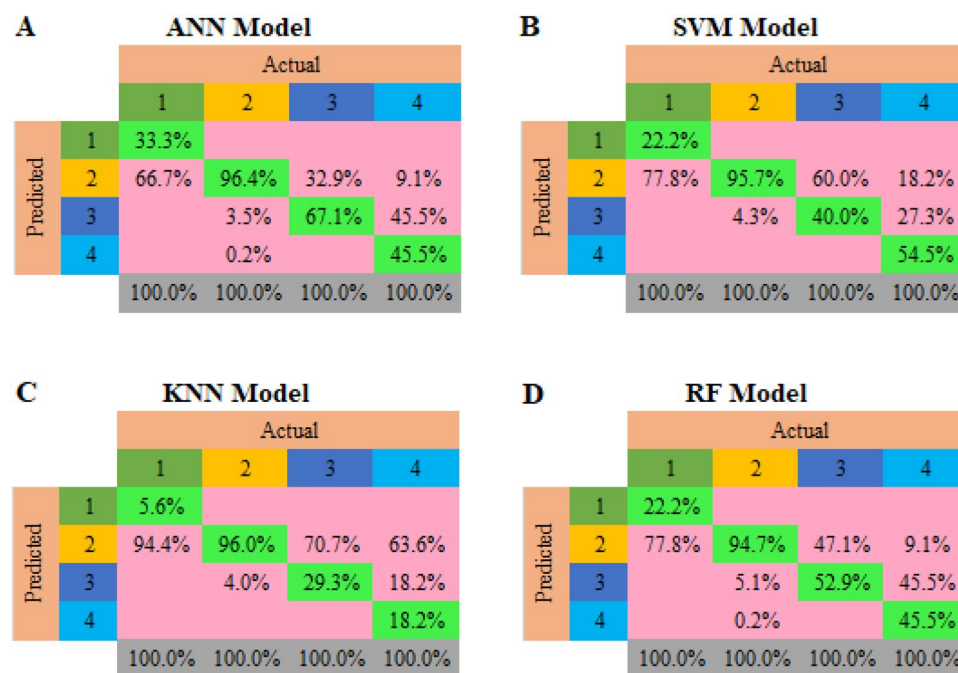 A ANN Model
Actual
1 2 3 4
Predicted
1 33.3%
2 66.7% 96.4% 32.9% 9.1%
3 3.5% 67.1% 45.5%
4 0.2% 45.5%
100.0% 100.0% 100.0% 100.0%
B SVM Model
Actual
1 2 3 4
Predicted
1 22.2%
2 77.8% 95.7% 60.0% 18.2%
3 4.3% 40.0% 27.3%
4 54.5%
100.0% 100.0% 100.0% 100.0%
C KNN Model
Actual
1 2 3 4
Predicted
1 5.6%
2 94.4% 96.0% 70.7% 63.6%
3 4.0% 29.3% 18.2%
4 18.2%
100.0% 100.0% 100.0% 100.0%
D RF Model
Actual
1 2 3 4
Predicted
1 22.2%
2 77.8% 94.7% 47.1% 9.1%
3 5.1% 52.9% 45.5%
4 0.2% 45.5%
100.0% 100.0% 100.0% 100.0%